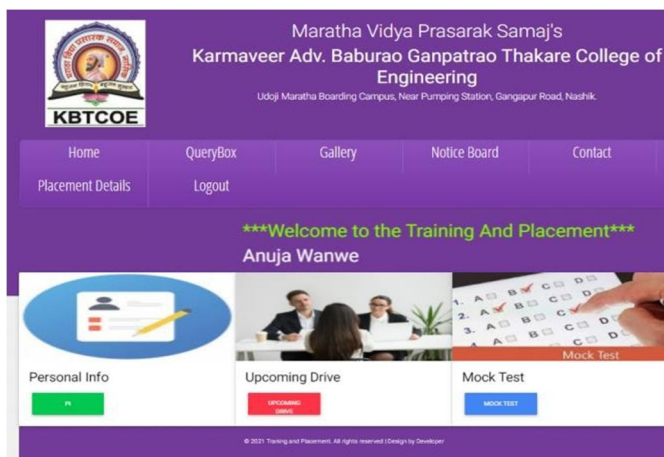 Maratha Vidya Prasarak Samaj's
Karmaveer Adv. Baburao Ganpatrao Thakare College of
Engineering
Udoji Maratha Boarding Campus, Near Pumping Station, Gangapur Road, Nashik.
KBTCOE
Home QueryBox Gallery Notice Board Contact
Placement Details Logout
***Welcome to the Training And Placement***
Anuja Wanwe
1. A B C D
2. A B C D
3. A B C D
A B C D
Mock Test
Personal Info Upcoming Drive Mock Test
PI UPCOMING MOCK TEST
DRIVE
© 2021 Training and Placement. All rights reserved | Design by Developer